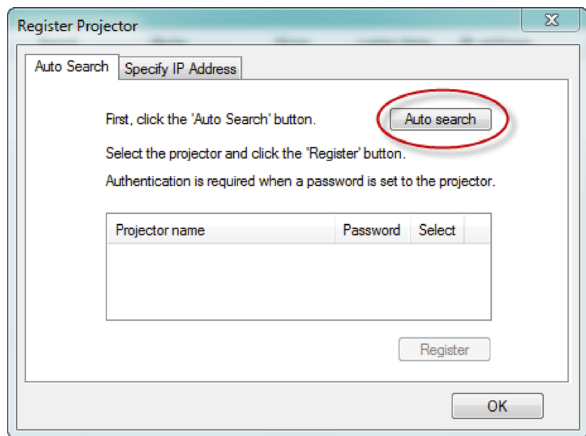 Register Projector
Auto Search
Specify IP Address
First, click the 'Auto Search' button.
Auto search
Select the projector and click the 'Register' button.
Authentication is required when a password is set to the projector.
Projector name Password Select
Register
OK